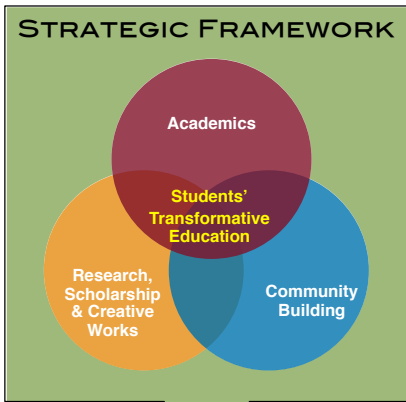 STRATEGIC FRAMEWORK
Academics
Students’
Transformative
Education
Research,
Scholarship
& Creative
Works
Community
Building